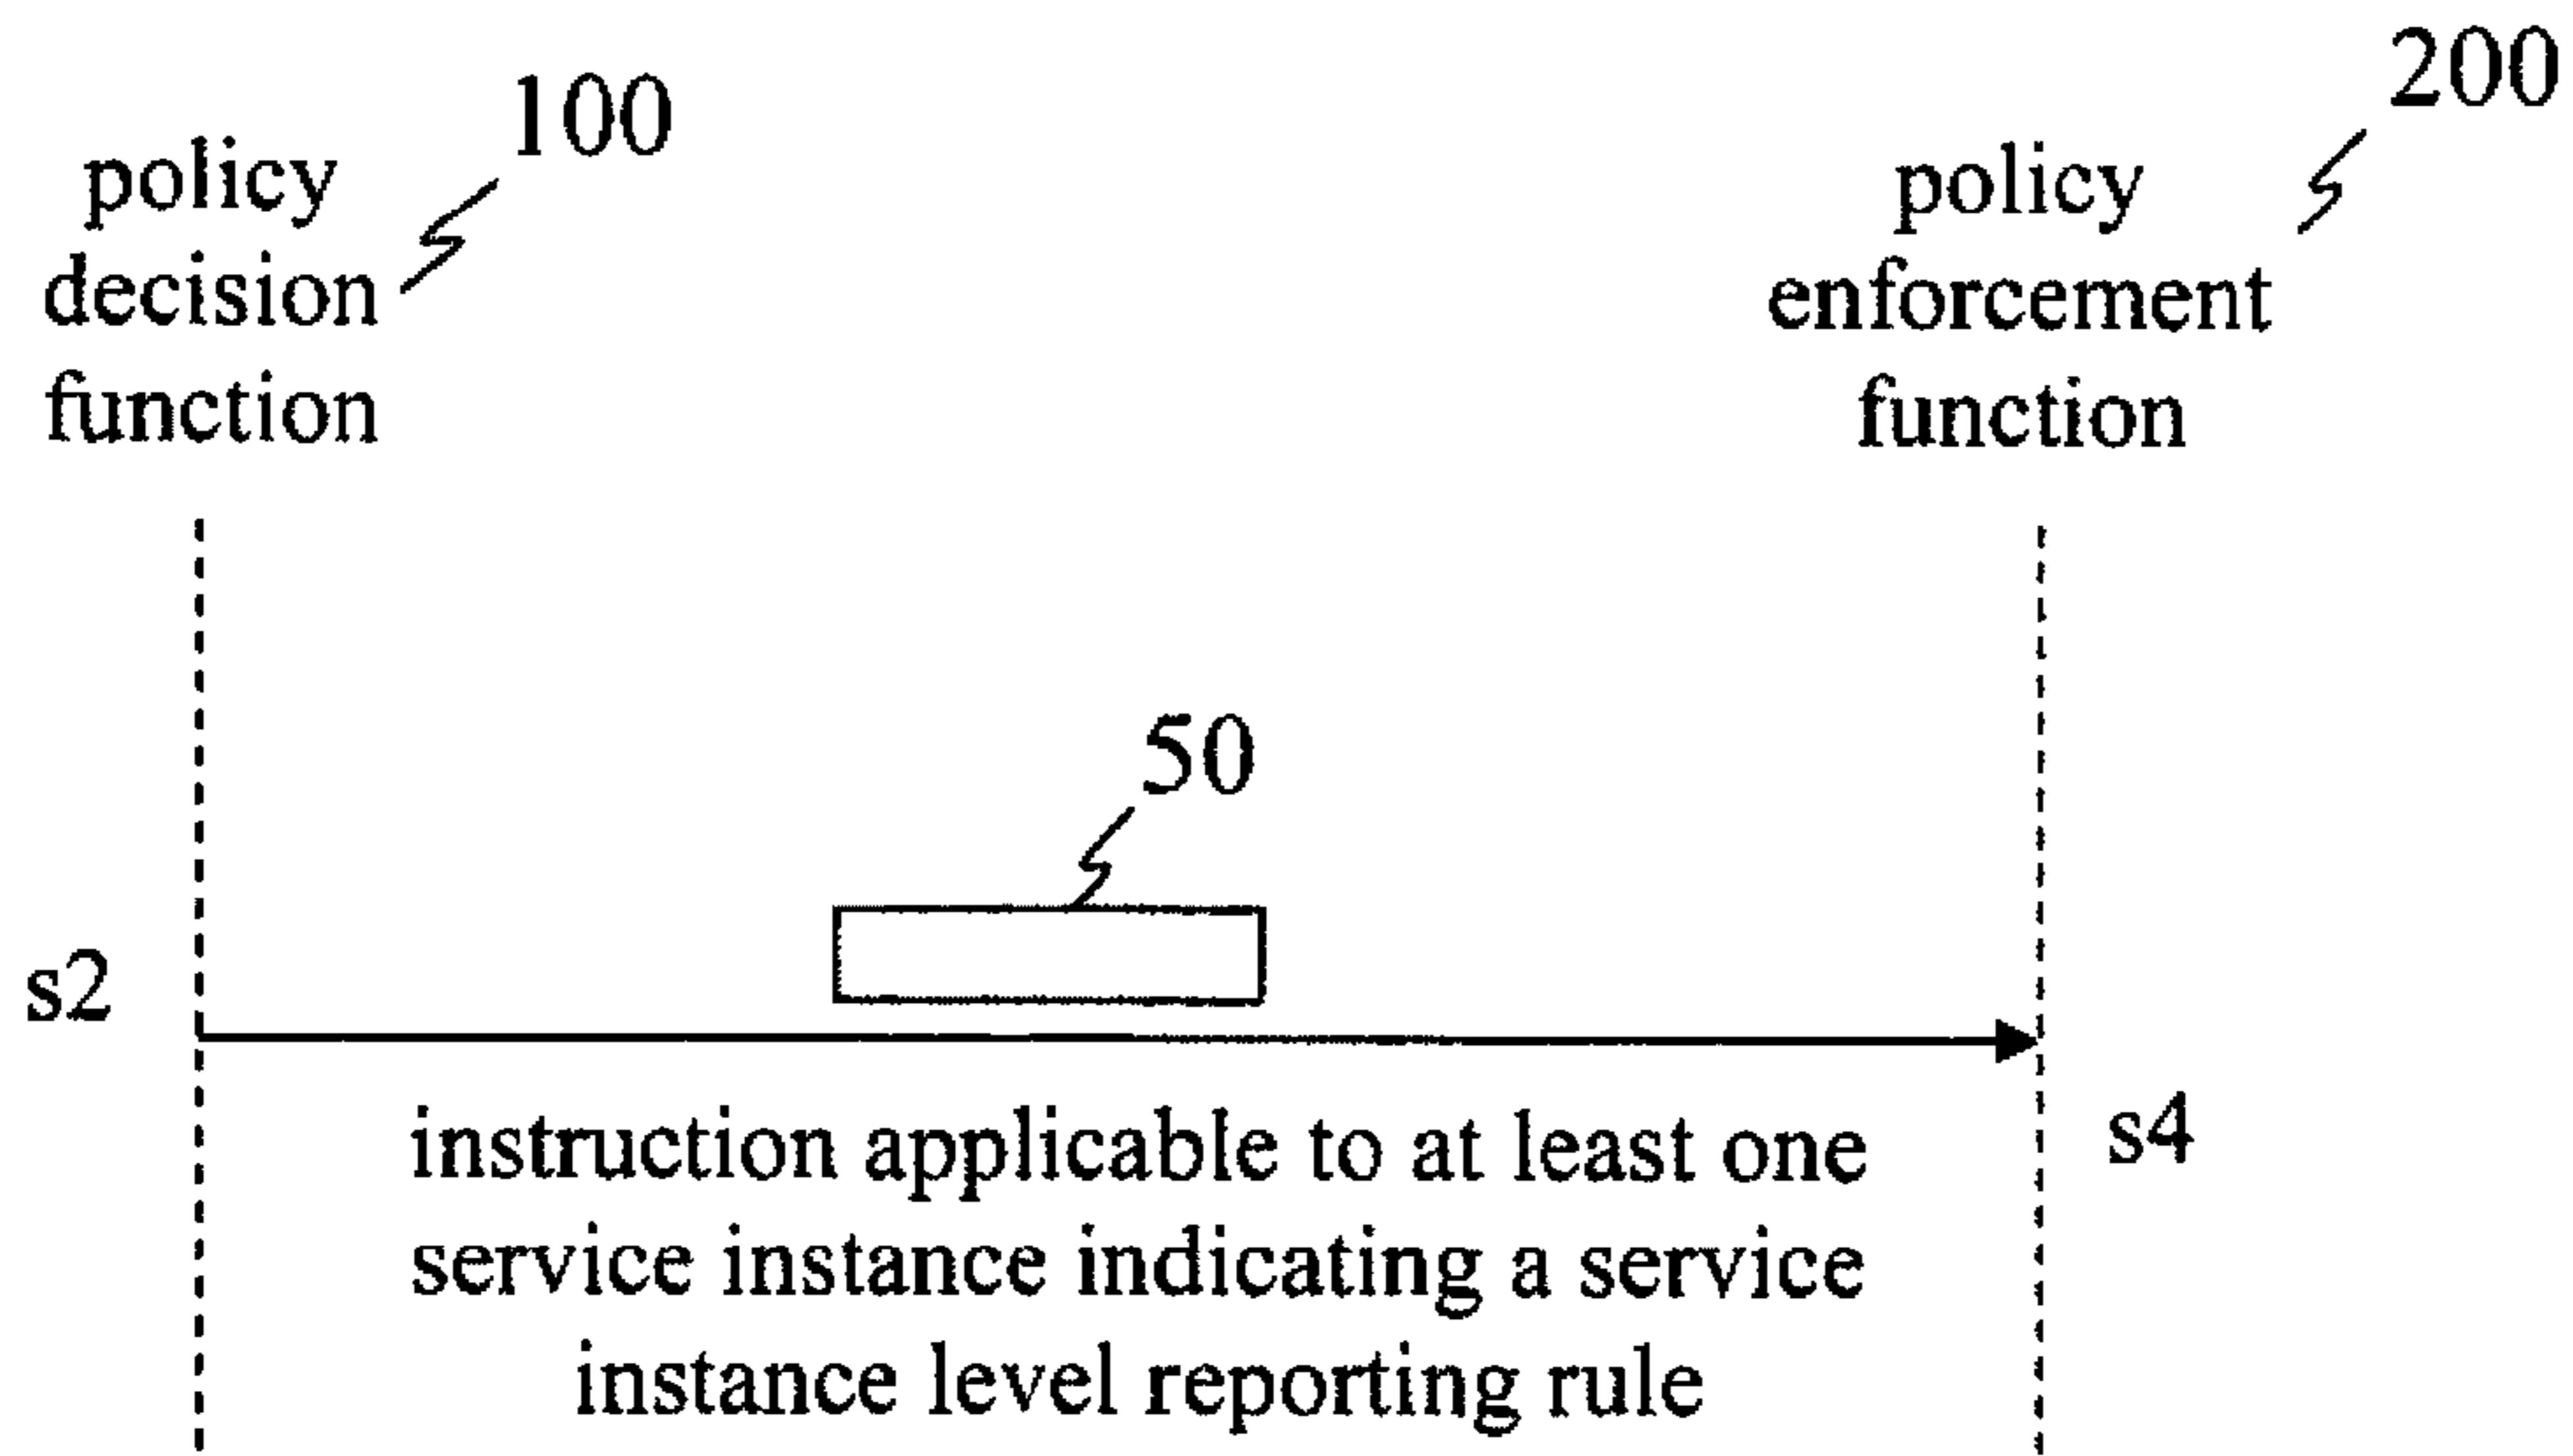 100
policy
decision
function
200
policy
enforcement
function
50
s2
instruction applicable to at least one
service instance indicating a service
instance level reporting rule
s4